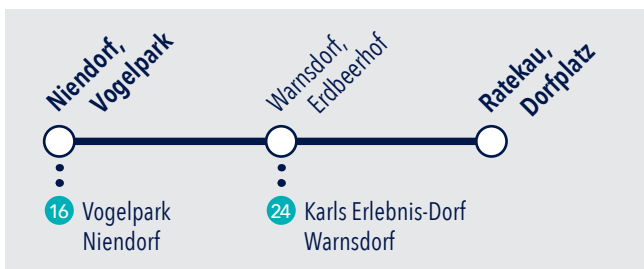 Niendorf,
Vogelpark
Warnsdorf,
Erdbeerhof
Ratekau,
Dorfplatz
16 Vogelpark
Niendorf
24 Karls Erlebnis-Dorf
Warnsdorf